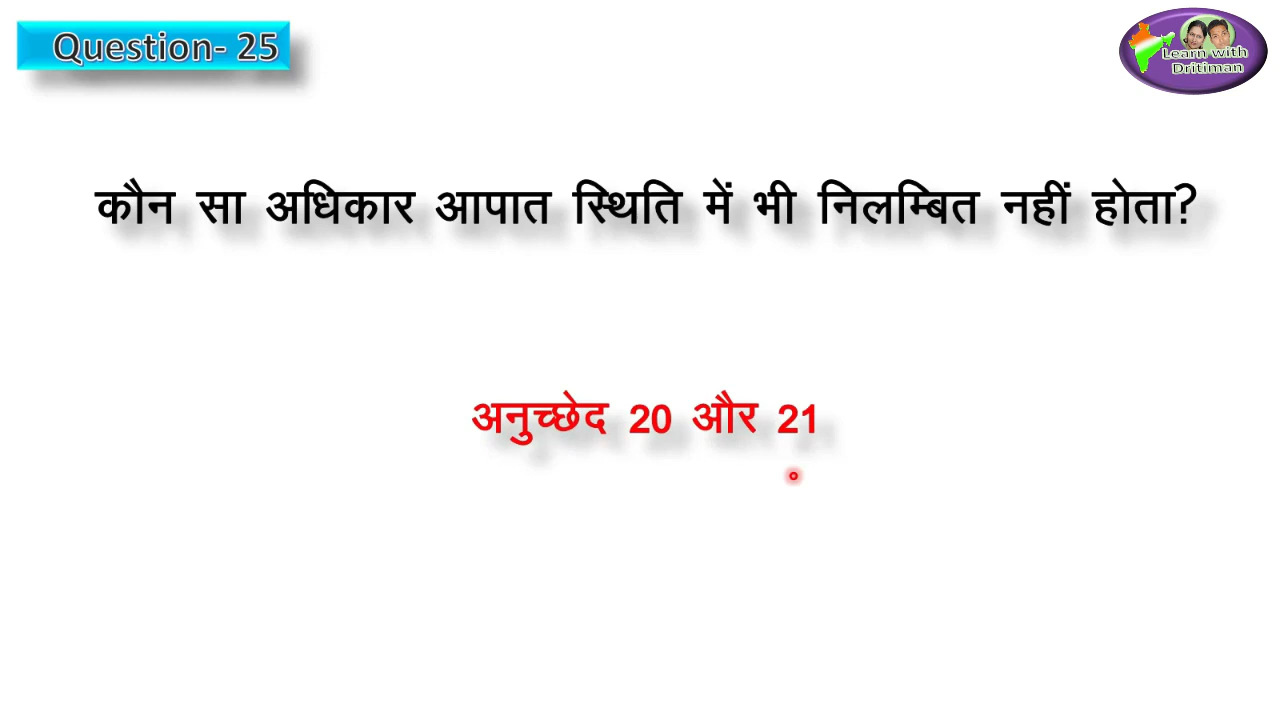 Question- 25
Learn with
Dritiman
कौन सा अधिकार आपात स्थिति में भी निलम्बित नहीं होता?
अनुच्छेद 20 और 21